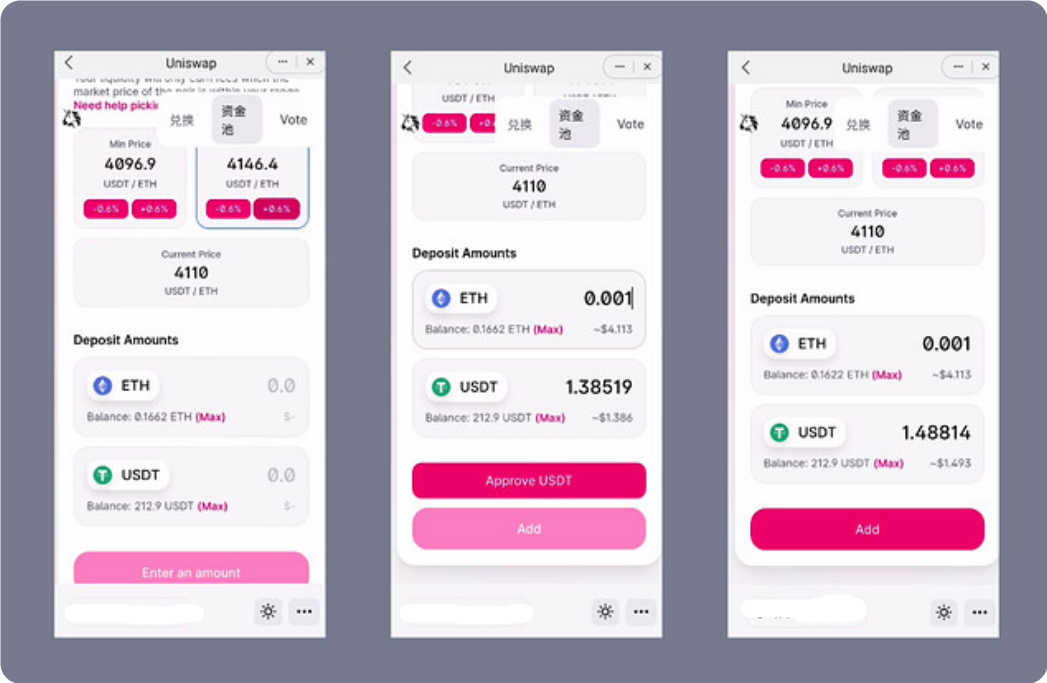 Uniswap
Your liquidity will only earn fees when the
market price of the pair is within your range.
Need help pickin
兑换
资金
池
Vote
Min Price
4096.9
4146.4
USDT / ETH
USDT / ETH
-0.6%
+0.6%
-0.6%
+0.6%
Current Price
4110
USDT / ETH
Deposit Amounts
ETH
0.0
Balance: 0.1662 ETH (Max)
$-
USDT
0.0
Balance: 212.9 USDT (Max)
$-
Enter an amount
Uniswap
USDT / ETH
-0.6%
兑换
资金
池
Vote
Current Price
4110
USDT / ETH
Deposit Amounts
ETH
0.001
Balance: 0.1662 ETH (Max)
~$4.113
USDT
1.38519
Balance: 212.9 USDT (Max)
~$1.386
Approve USDT
Add
Uniswap
Min Price
4096.9
兑换
资金
池
Vote
USDT / ETH
-0.6%
+0.6%
-0.6%
+0.6%
Current Price
4110
USDT / ETH
Deposit Amounts
ETH
0.001
Balance: 0.1622 ETH (Max)
~$4.113
USDT
1.48814
Balance: 212.9 USDT (Max)
~$1.493
Add